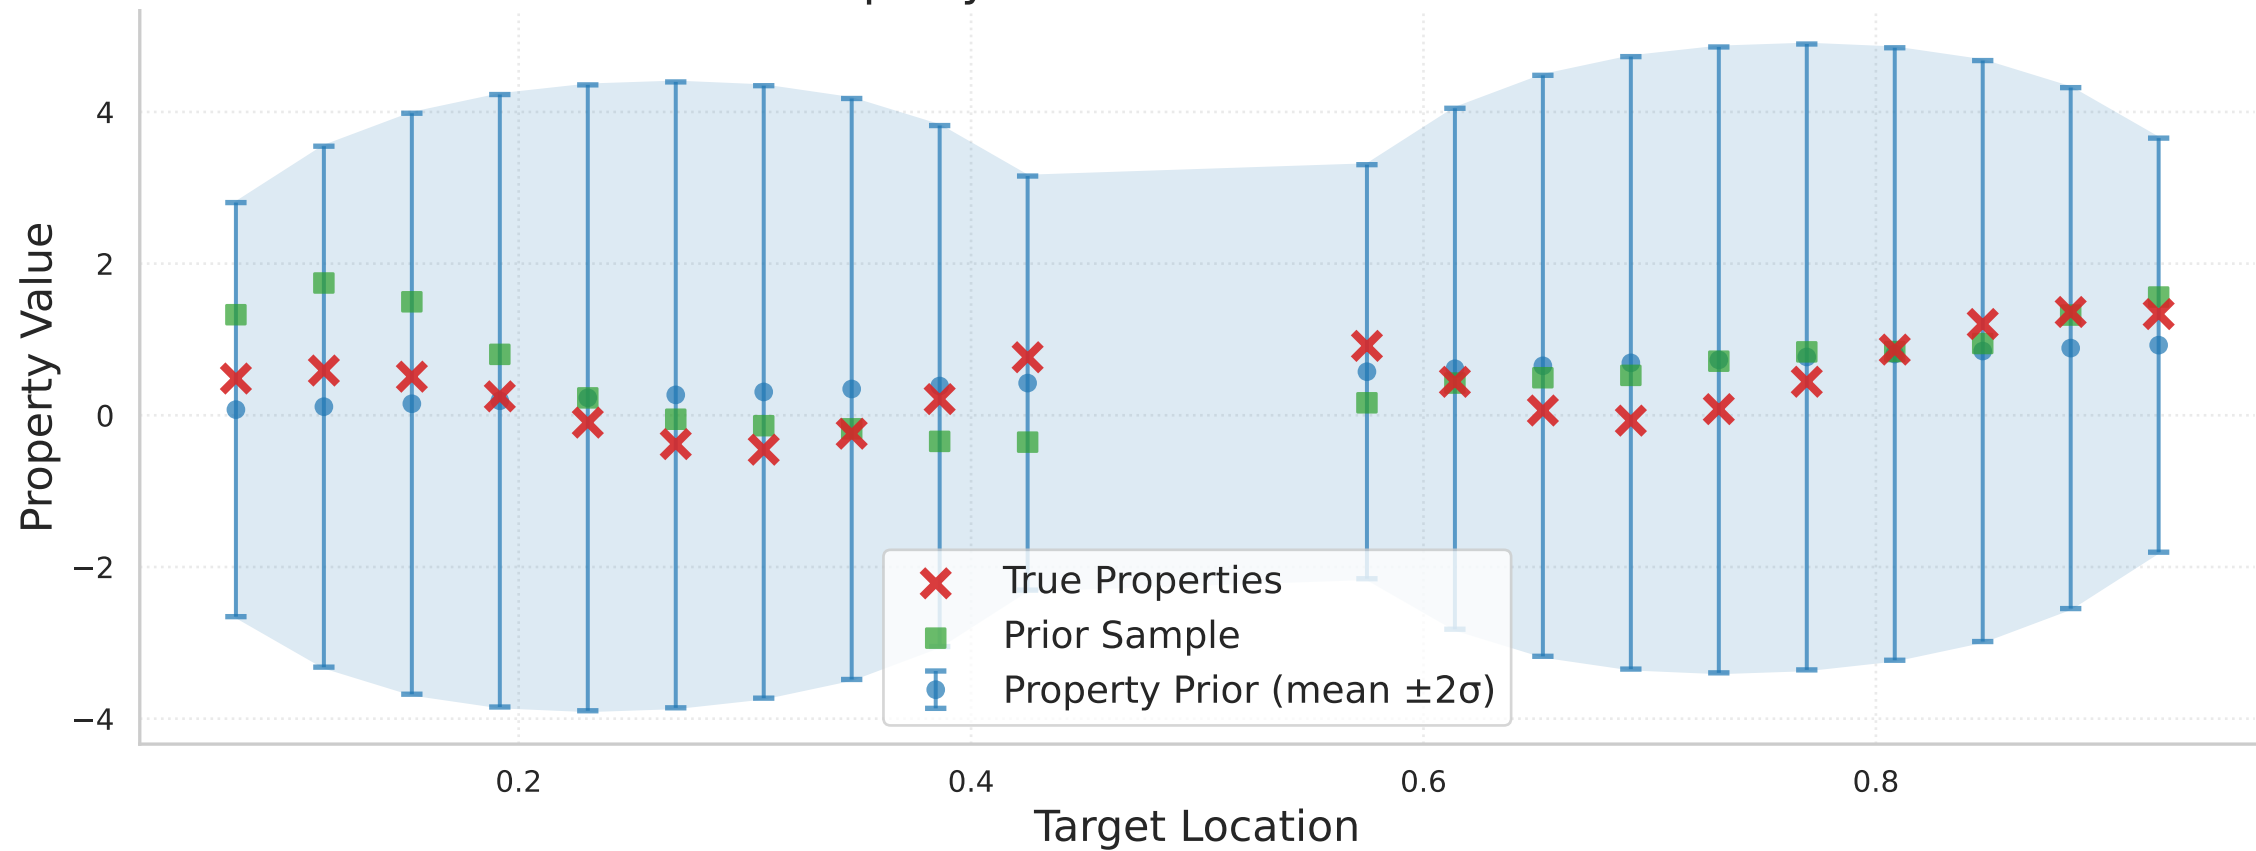 4
2
0
−2
−4
Property Value
True Properties
Prior Sample
Property Prior (mean ±2σ)
0.2 0.4 0.6 0.8
Target Location